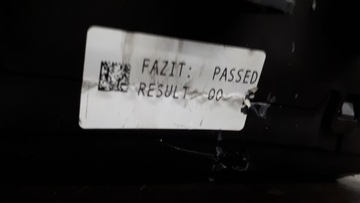 FAZIT: PASSED
RESULT 00